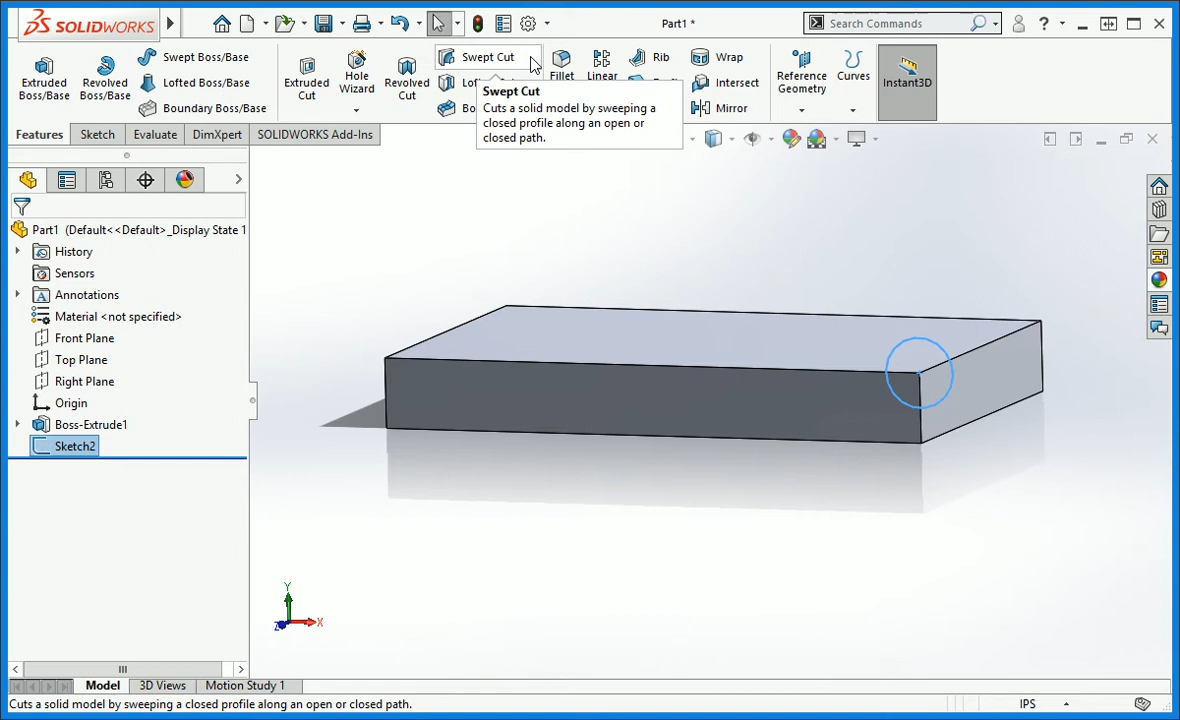 SOLIDWORKS
Part1 *
Search Commands
?
Extruded Boss/Base
Revolved Boss/Base
Swept Boss/Base
Lofted Boss/Base
Boundary Boss/Base
Extruded Cut
Hole Wizard
Revolved Cut
Swept Cut
Fillet
Linear
Rib
Wrap
Intersect
Mirror
Reference Geometry
Curves
Instant3D
Swept Cut
Cuts a solid model by sweeping a
closed profile along an open or
closed path.
Features
Sketch
Evaluate
DimXpert
SOLIDWORKS Add-Ins
Part1 (Default<<Default>_Display State 1
History
Sensors
Annotations
Material <not specified>
Front Plane
Top Plane
Right Plane
Origin
Boss-Extrude1
Sketch2
Y
X
Z
Model
3D Views
Motion Study 1
Cuts a solid model by sweeping a closed profile along an open or closed path.
IPS